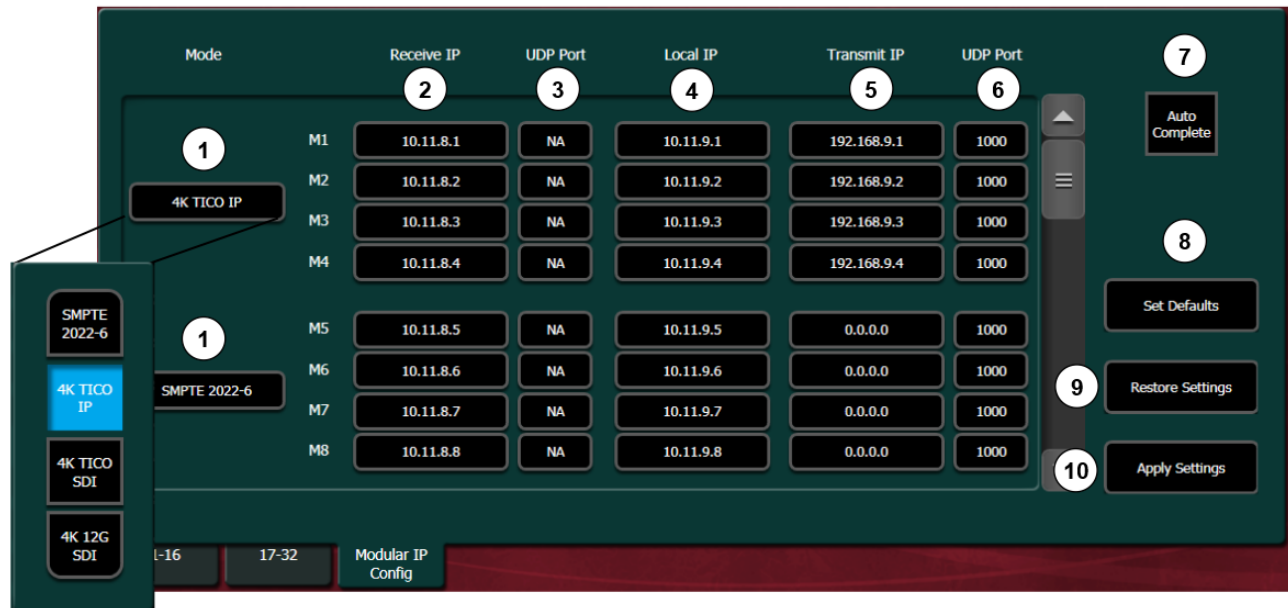 Mode Receive IP UDP Port Local IP Transmit IP UDP Port
2 3 4 5 6 7
Auto
Complete
1
M1 10.11.8.1 NA 10.11.9.1 192.168.9.1 1000
M2 10.11.8.2 NA 10.11.9.2 192.168.9.2 1000
4K TICO IP
M3 10.11.8.3 NA 10.11.9.3 192.168.9.3 1000
M4 10.11.8.4 NA 10.11.9.4 192.168.9.4 1000
8
Set Defaults
1
M5 10.11.8.5 NA 10.11.9.5 0.0.0.0 1000
M6 10.11.8.6 NA 10.11.9.6 0.0.0.0 1000
SMPTE 2022-6
9 Restore Settings
M7 10.11.8.7 NA 10.11.9.7 0.0.0.0 1000
M8 10.11.8.8 NA 10.11.9.8 0.0.0.0 1000
10 Apply Settings
SMPTE
2022-6
4K TICO
IP
4K TICO
SDI
4K 12G
SDI
1-16 17-32 Modular IP
Config